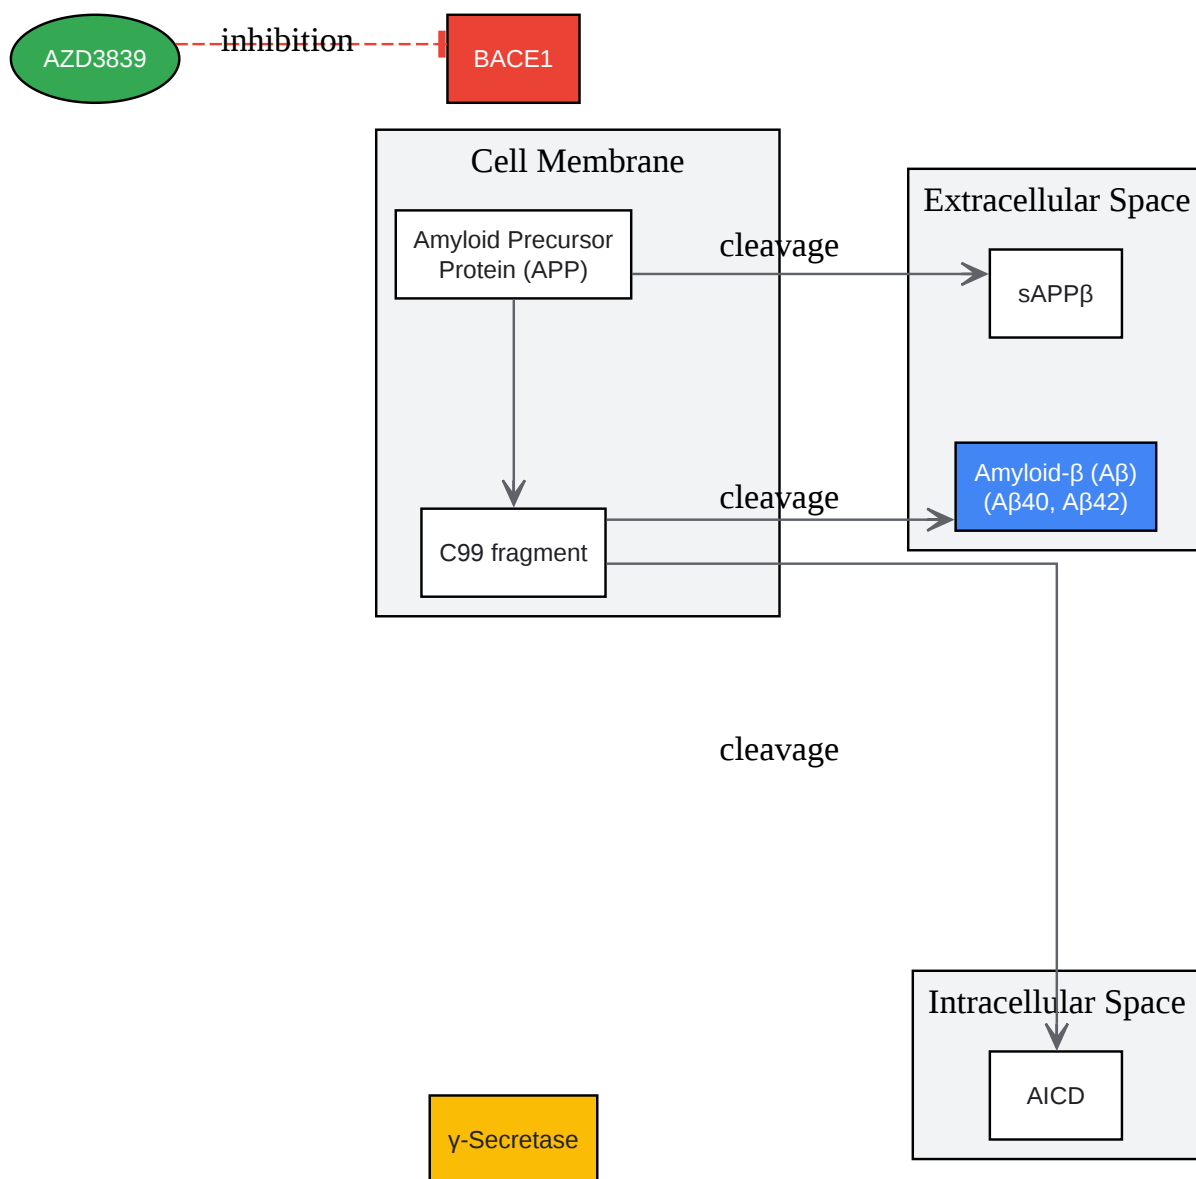 AZD3839
inhibition
BACE1
Cell Membrane
Extracellular Space
Amyloid Precursor
Protein (APP)
cleavage
sAPPβ
Amyloid-β (Aβ)
(Aβ40, Aβ42)
cleavage
C99 fragment
cleavage
Intracellular Space
AICD
γ-Secretase